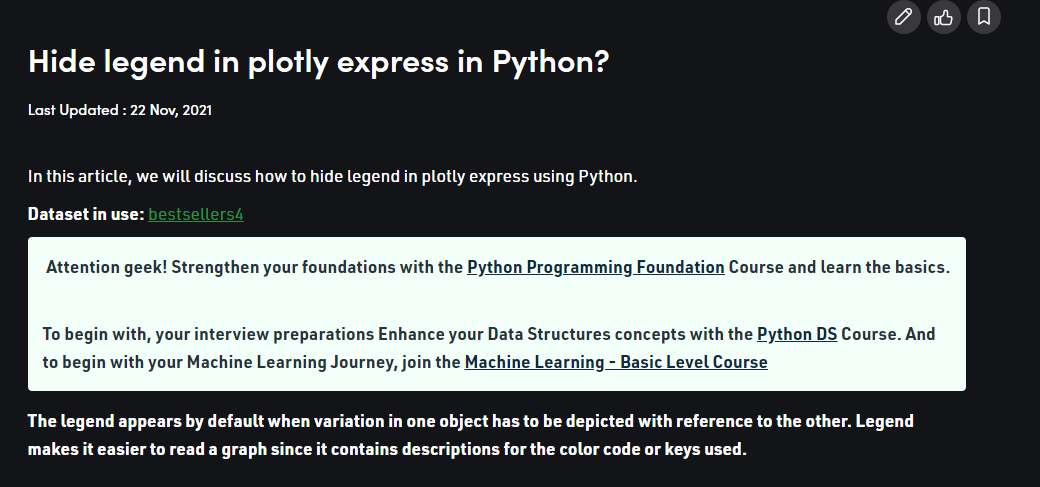 Hide legend in plotly express in Python?
Last Updated : 22 Nov, 2021
In this article, we will discuss how to hide legend in plotly express using Python.
Dataset in use: bestsellers4
Attention geek! Strengthen your foundations with the Python Programming Foundation Course and learn the basics.
To begin with, your interview preparations Enhance your Data Structures concepts with the Python DS Course. And
to begin with your Machine Learning Journey, join the Machine Learning - Basic Level Course
The legend appears by default when variation in one object has to be depicted with reference to the other. Legend
makes it easier to read a graph since it contains descriptions for the color code or keys used.